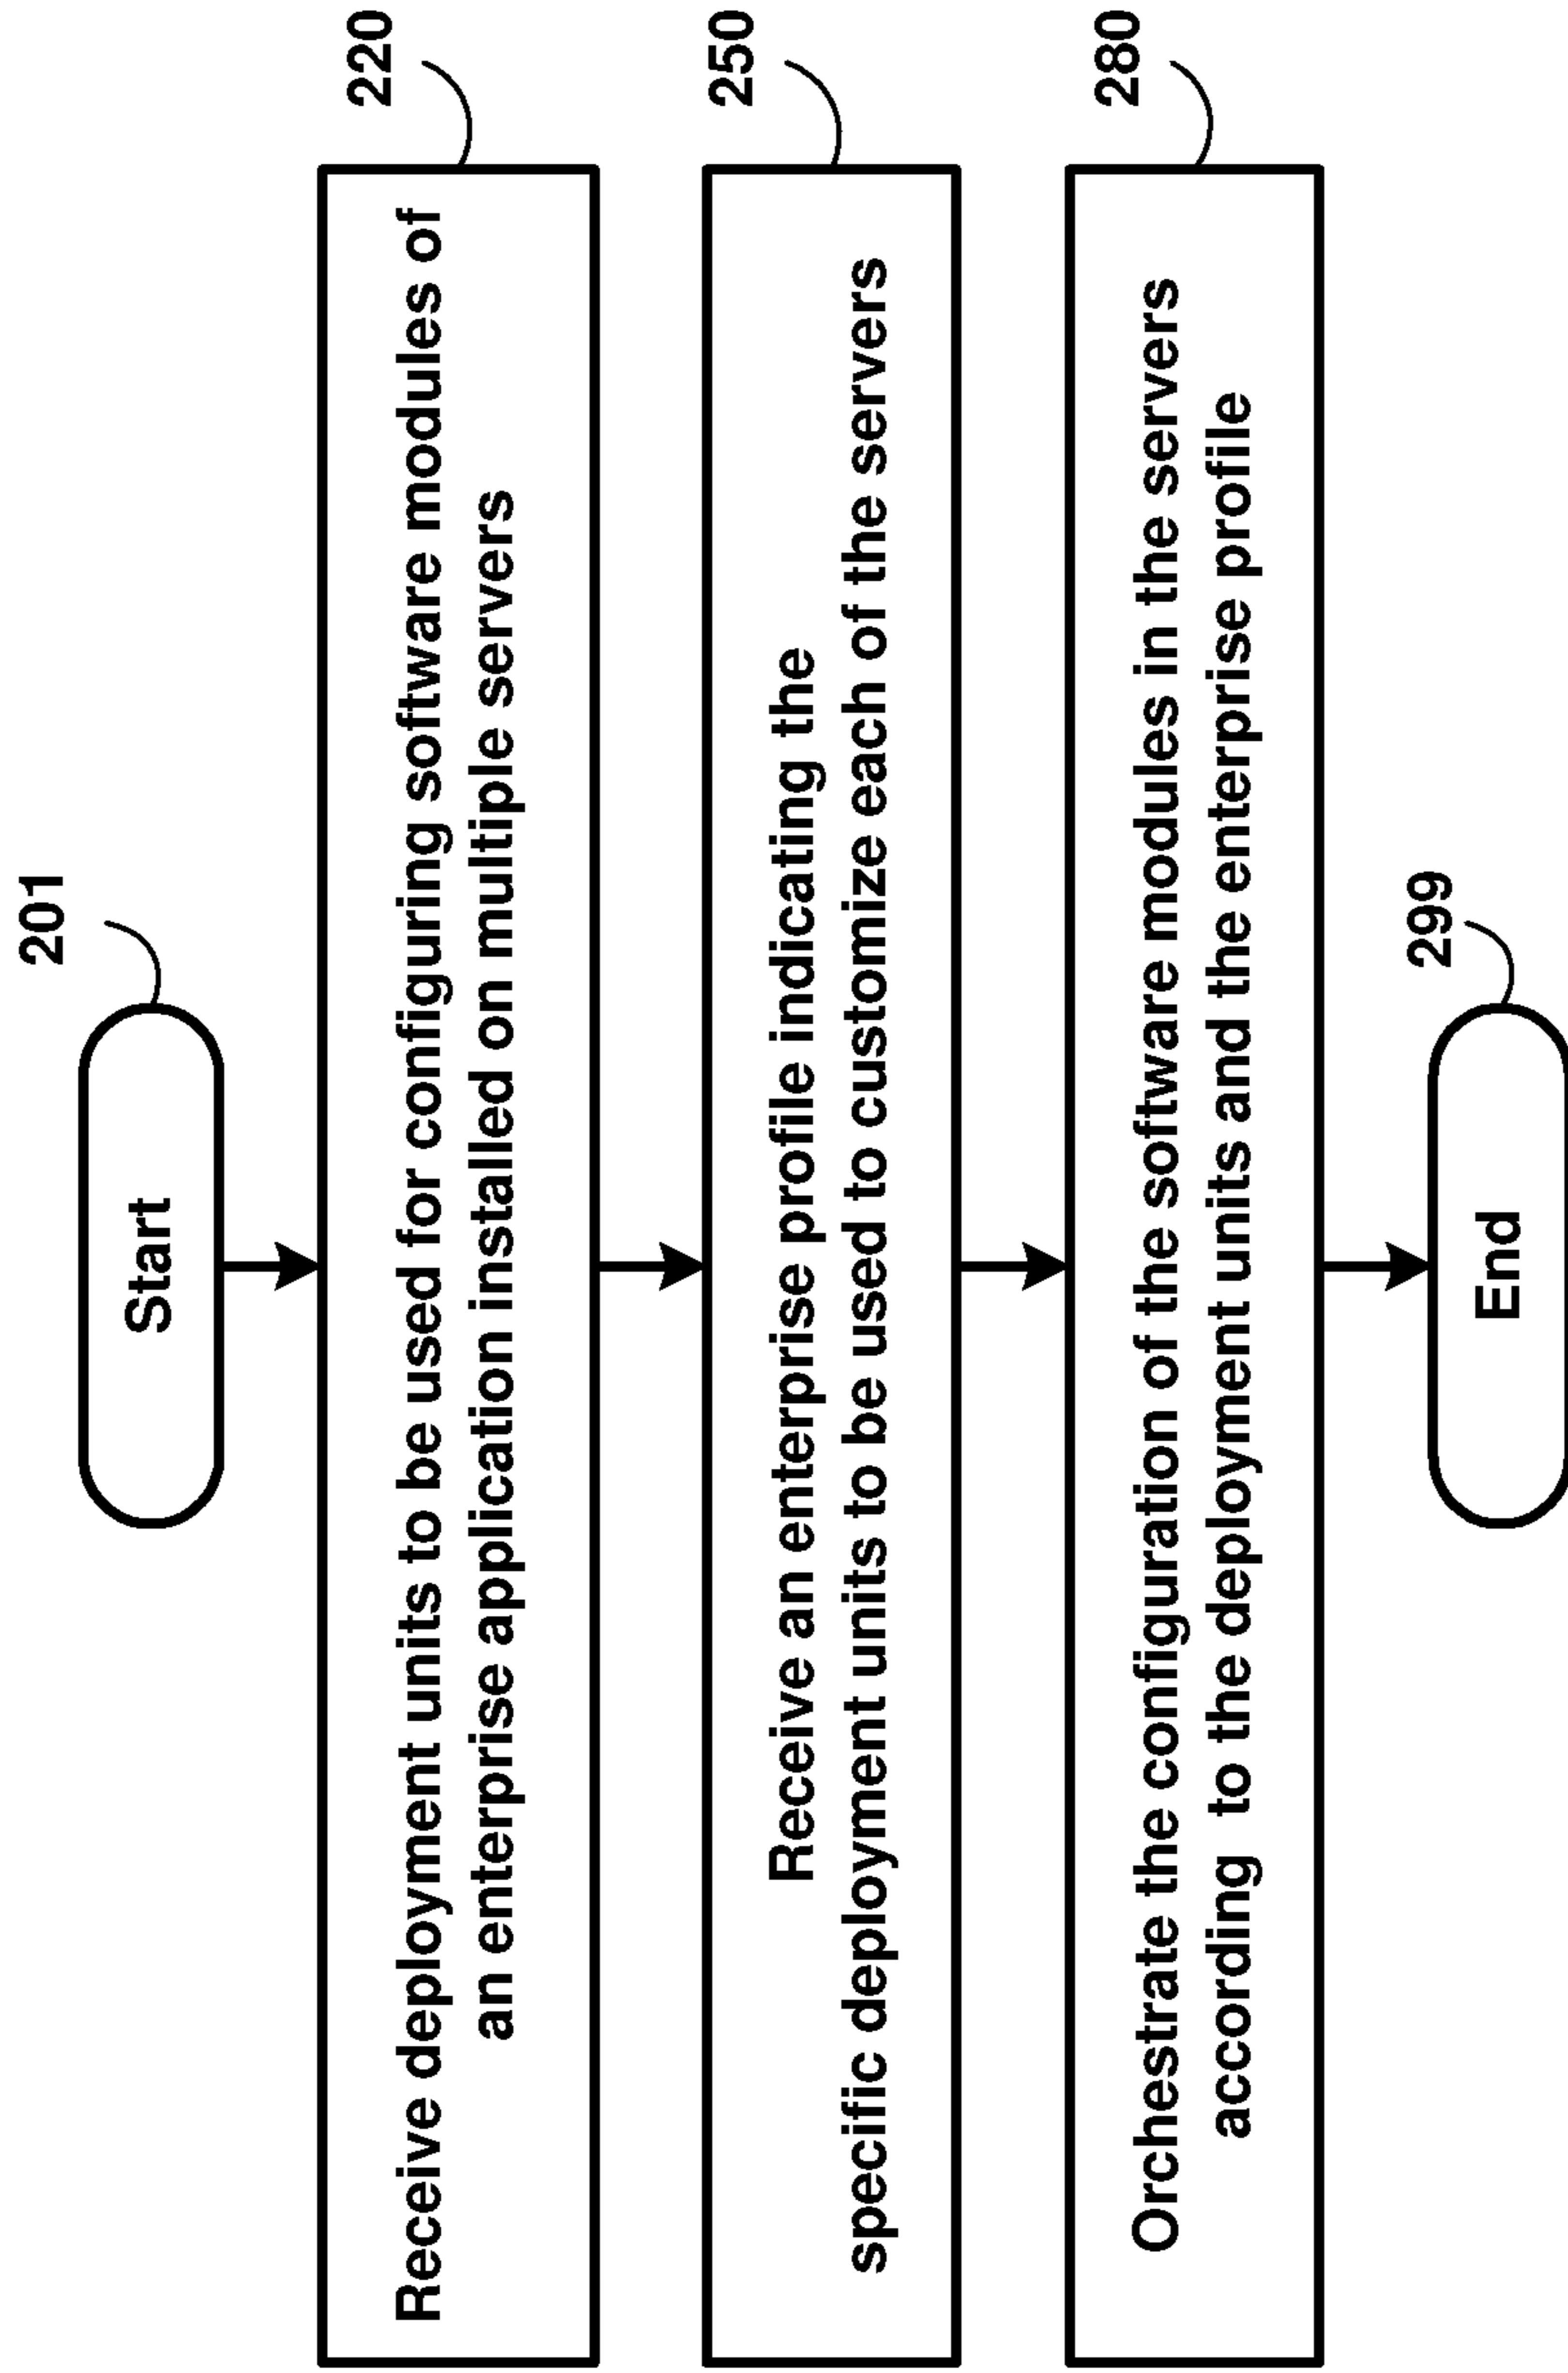 201
Start
220
Receive deployment units to be used for configuring software modules of
an enterprise application installed on multiple servers
250
Receive an enterprise profile indicating the
specific deployment units to be used to customize each of the servers
280
Orchestrate the configuration of the software modules in the servers
according to the deployment units and the enterprise profile
299
End